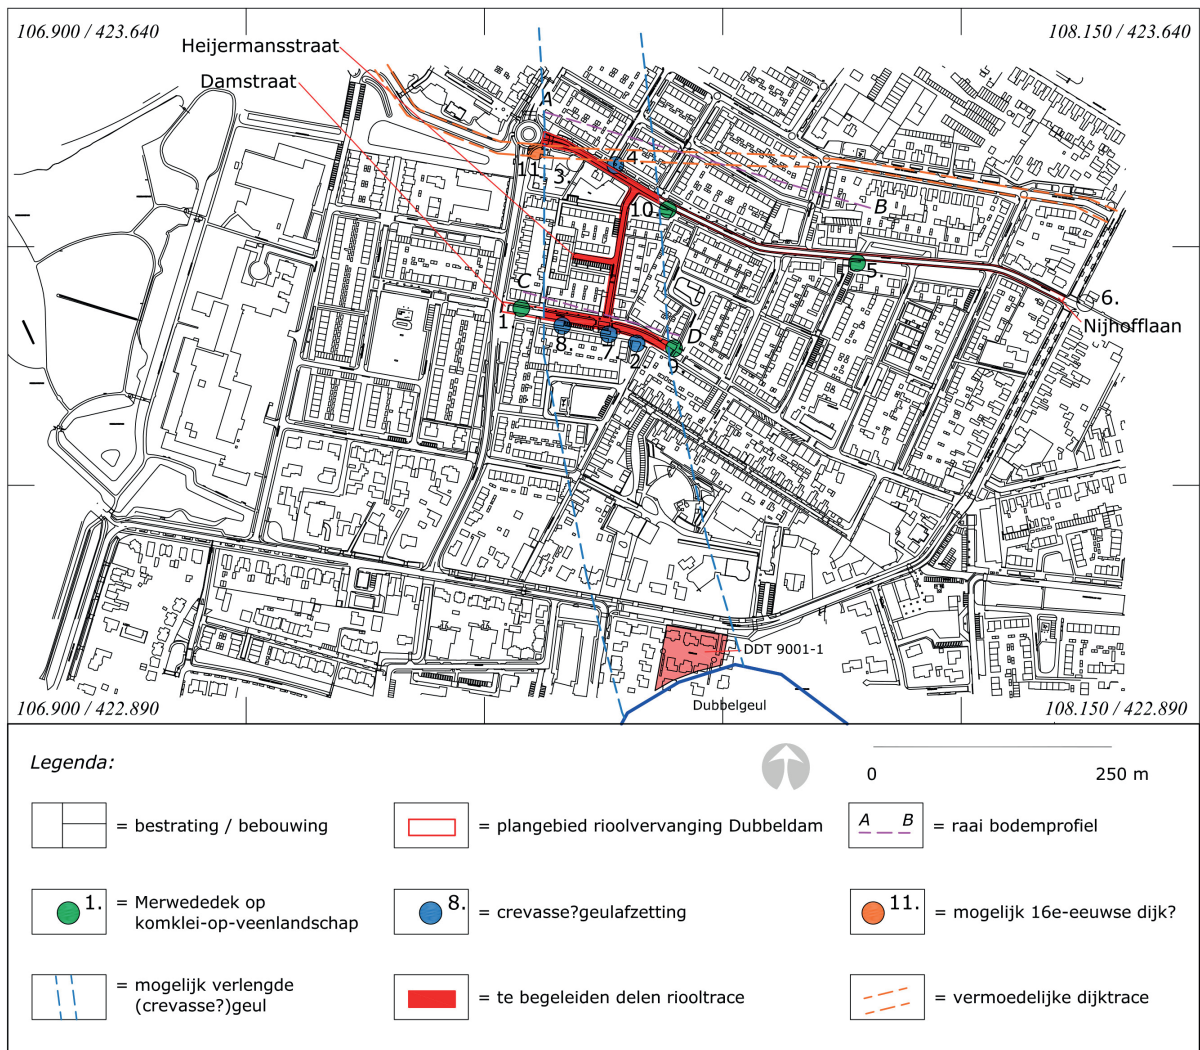 106.900 / 423.640
108.150 / 423.640
Heijermansstraat
Damstraat
A
11.
3.
4.
10.
B
5.
6.
Nijhofflaan
C
1.
8.
7.
2.
D
9.
DDT 9001-1
Dubbelgeul
106.900 / 422.890
108.150 / 422.890
Legenda:
0 250 m
= bestrating / bebouwing
= plangebied rioolvervanging Dubbeldam
A B
= raai bodemprofiel
1.
= Merwededek op
komklei-op-veenlandschap
8.
= crevasse?geulafzetting
11.
= mogelijk 16e-eeuwse dijk?
= mogelijk verlengde
(crevasse?)geul
= te begeleiden delen riooltrace
= vermoedelijke dijktrace